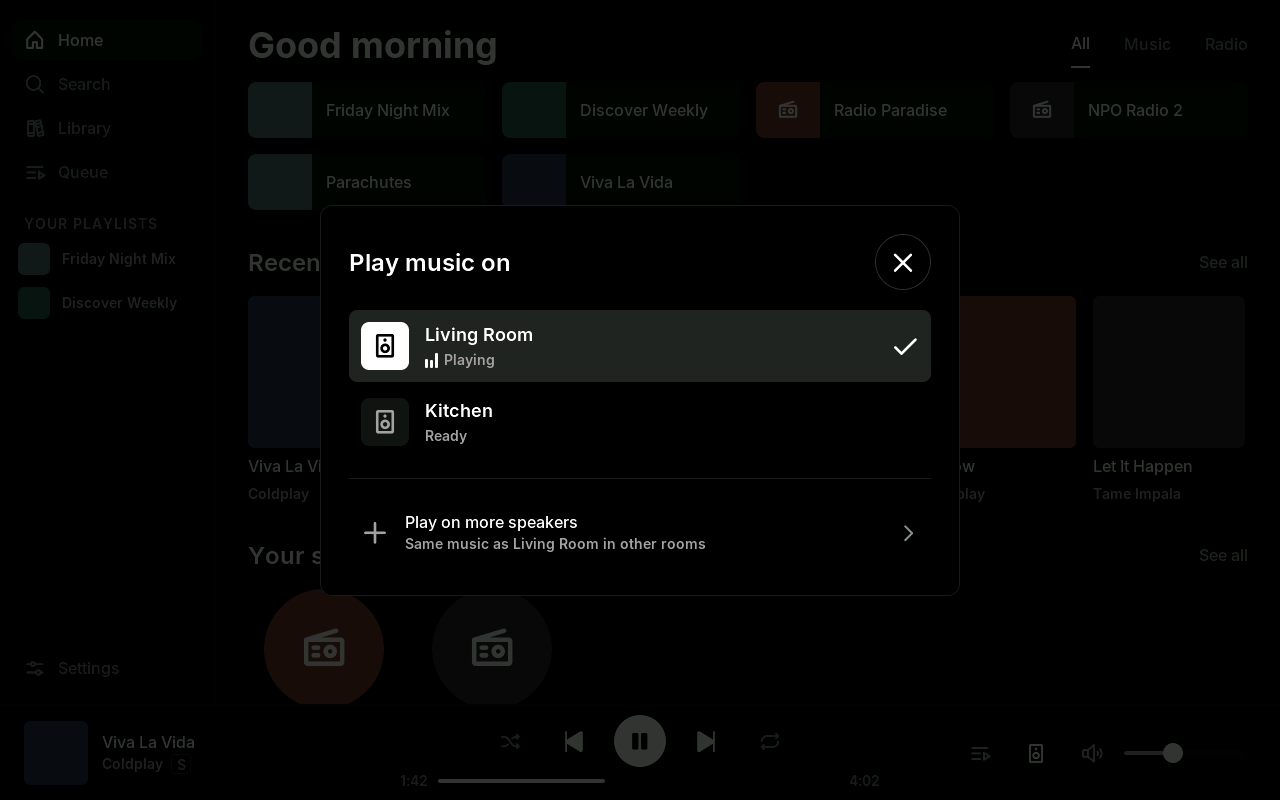 Home
Search
Library
Queue
YOUR PLAYLISTS
Friday Night Mix
Discover Weekly
Settings
Good morning
All Music Radio
Friday Night Mix
Discover Weekly
Radio Paradise
NPO Radio 2
Parachutes
Viva La Vida
Recen
See all
Play music on
Living Room
Playing
Kitchen
Ready
Play on more speakers
Same music as Living Room in other rooms
Viva La Vi
Coldplay
ow
play
Let It Happen
Tame Impala
Your s
See all
Viva La Vida
Coldplay S
1:42
4:02